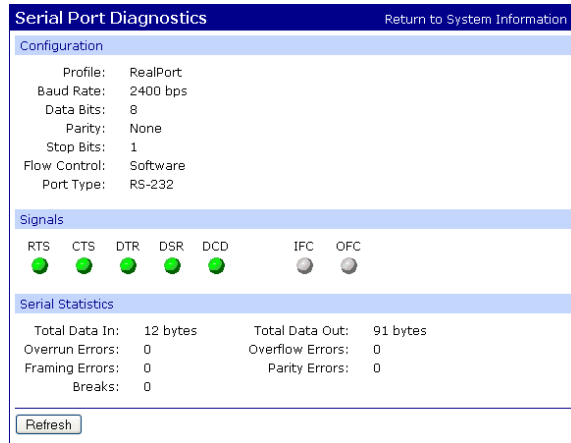 Serial Port Diagnostics Return to System Information
Configuration
Profile: RealPort
Baud Rate: 2400 bps
Data Bits: 8
Parity: None
Stop Bits: 1
Flow Control: Software
Port Type: RS-232
Signals
RTS CTS DTR DSR DCD IFC OFC
Serial Statistics
Total Data In: 12 bytes Total Data Out: 91 bytes
Overrun Errors: 0 Overflow Errors: 0
Framing Errors: 0 Parity Errors: 0
Breaks: 0
Refresh